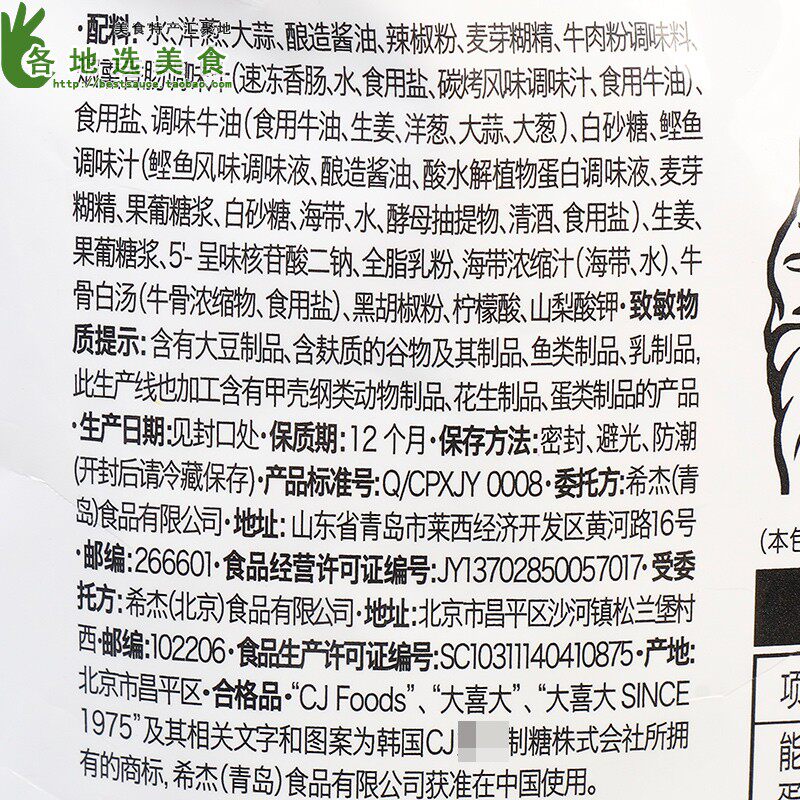 美食特产汇聚地
各地选美食
http://bestsauce.taobao.com
·配料:水、洋葱、大蒜、酿造酱油、辣椒粉、麦芽糊精、牛肉粉调味料、
(速冻香肠、水、食用盐、碳烤风味调味汁、食用牛油)、
食用盐、调味牛油(食用牛油、生姜、洋葱、大蒜、大葱)、白砂糖、鲣鱼
调味汁(鲣鱼风味调味液、酿造酱油、酸水解植物蛋白调味液、麦芽
糊精、果葡糖浆、白砂糖、海带、水、酵母抽提物、清酒、食用盐)、生姜、
果葡糖浆、5'-呈味核苷酸二钠、全脂乳粉、海带浓缩汁(海带、水)、牛
骨白汤(牛骨浓缩物、食用盐)、黑胡椒粉、柠檬酸、山梨酸钾·致敏物
质提示:含有大豆制品、含麸质的谷物及其制品、鱼类制品、乳制品,
此生产线也加工含有甲壳纲类动物制品、花生制品、蛋类制品的产品
·生产日期:见封口处·保质期:12个月·保存方法:密封、避光、防潮
(开封后请冷藏保存)·产品标准号:Q/CPXJY 0008·委托方:希杰(青
岛)食品有限公司·地址:山东省青岛市莱西经济开发区黄河路16号
·邮编:266601·食品经营许可证编号:JY13702850057017·受委
托方:希杰(北京)食品有限公司·地址:北京市昌平区沙河镇松兰堡村
西·邮编:102206·食品生产许可证编号:SC10311140410875·产地:
北京市昌平区·合格品·“CJ Foods”、“大喜大”、“大喜大 SINCE
1975”及其相关文字和图案为韩国CJ 制糖株式会社所拥
有的商标,希杰(青岛)食品有限公司获准在中国使用。
(本包
项
能
蛋